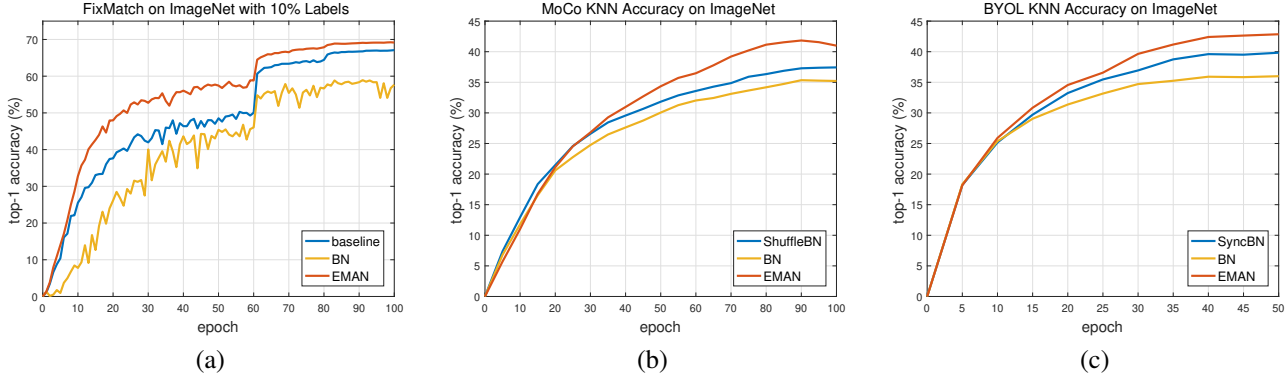 FixMatch on ImageNet with 10% Labels
top-1 accuracy (%)
70
60
50
40
30
20
10
0
0 10 20 30 40 50 60 70 80 90 100
epoch
baseline
BN
EMAN
(a)
MoCo KNN Accuracy on ImageNet
top-1 accuracy (%)
45
40
35
30
25
20
15
10
5
0
0 10 20 30 40 50 60 70 80 90 100
epoch
ShuffleBN
BN
EMAN
(b)
BYOL KNN Accuracy on ImageNet
top-1 accuracy (%)
45
40
35
30
25
20
15
10
5
0
0 5 10 15 20 25 30 35 40 45 50
epoch
SyncBN
BN
EMAN
(c)